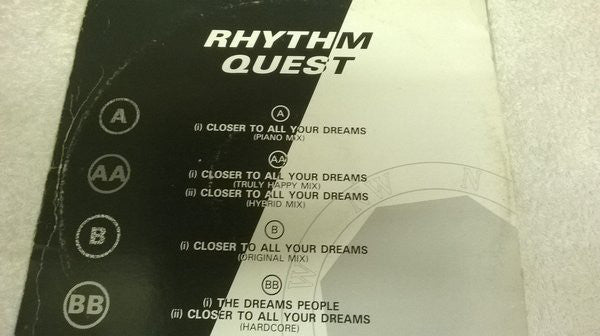 RHYTHM
QUEST
A
A
(i) CLOSER TO ALL YOUR DREAMS
(PIANO MIX)
AA
AA
(i) CLOSER TO ALL YOUR DREAMS
(TRULY HAPPY MIX)
(ii) CLOSER TO ALL YOUR DREAMS
(HYBRID MIX)
B
B
(i) CLOSER TO ALL YOUR DREAMS
(ORIGINAL MIX)
BB
BB
(i) THE DREAMS PEOPLE
(ii) CLOSER TO ALL YOUR DREAMS
(HARDCORE)
W
N
W